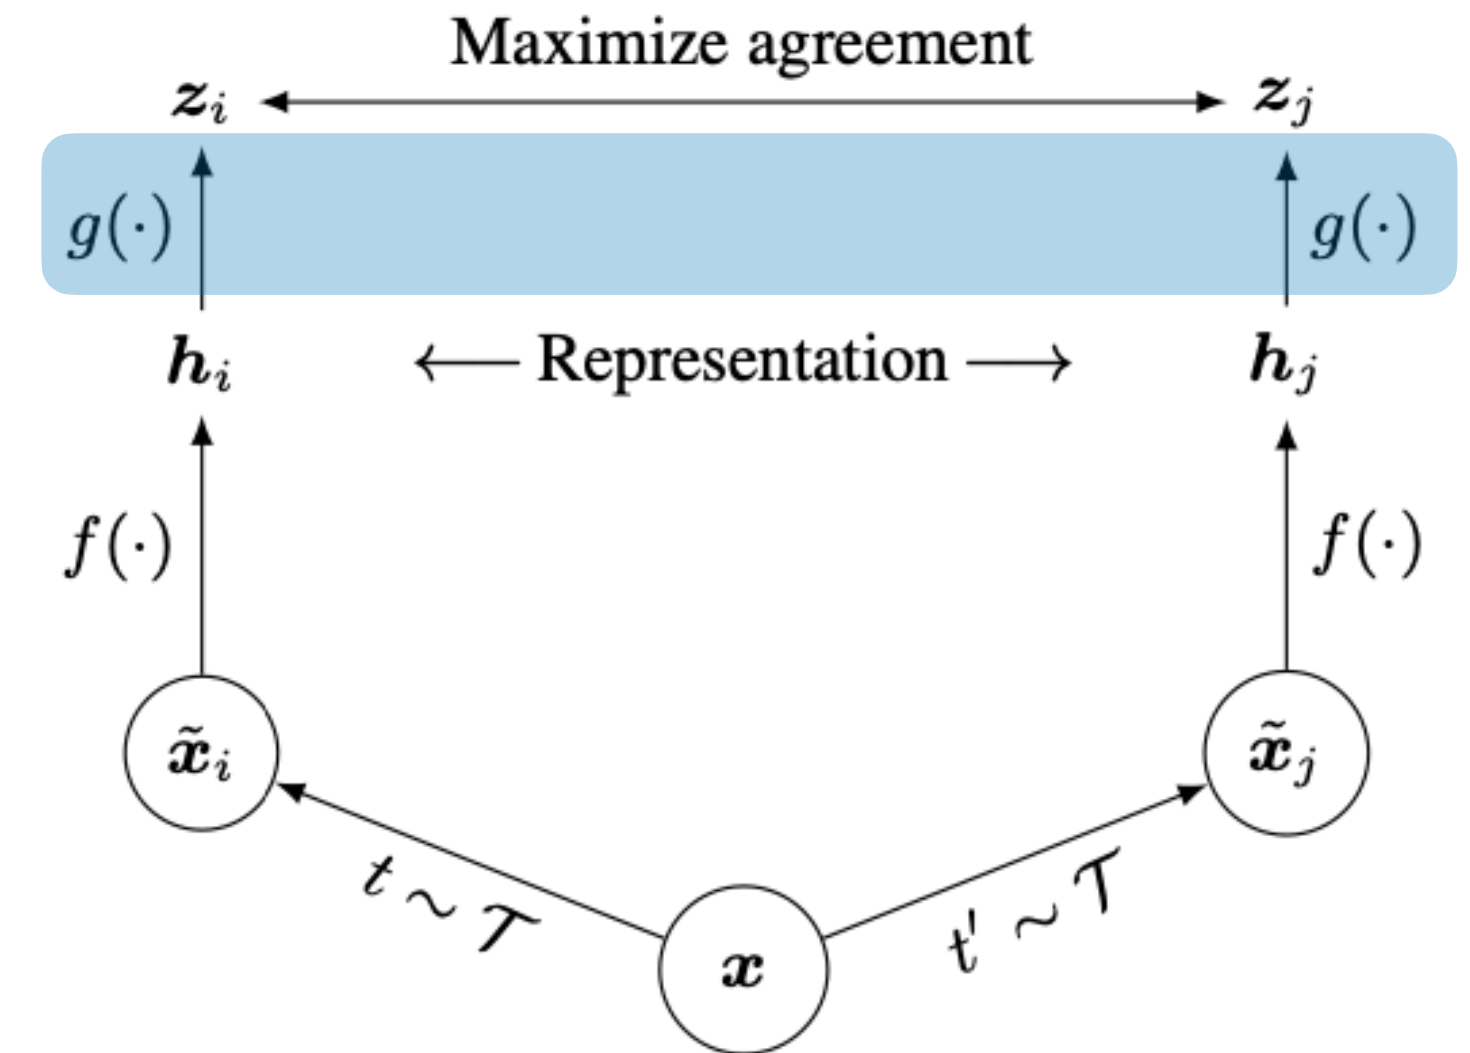 Maximize agreement
z_i z_j
g(·) g(·)
h_i ← Representation → h_j
f(·) f(·)
x̃_i x̃_j
t ~ 𝒯 t' ~ 𝒯
x